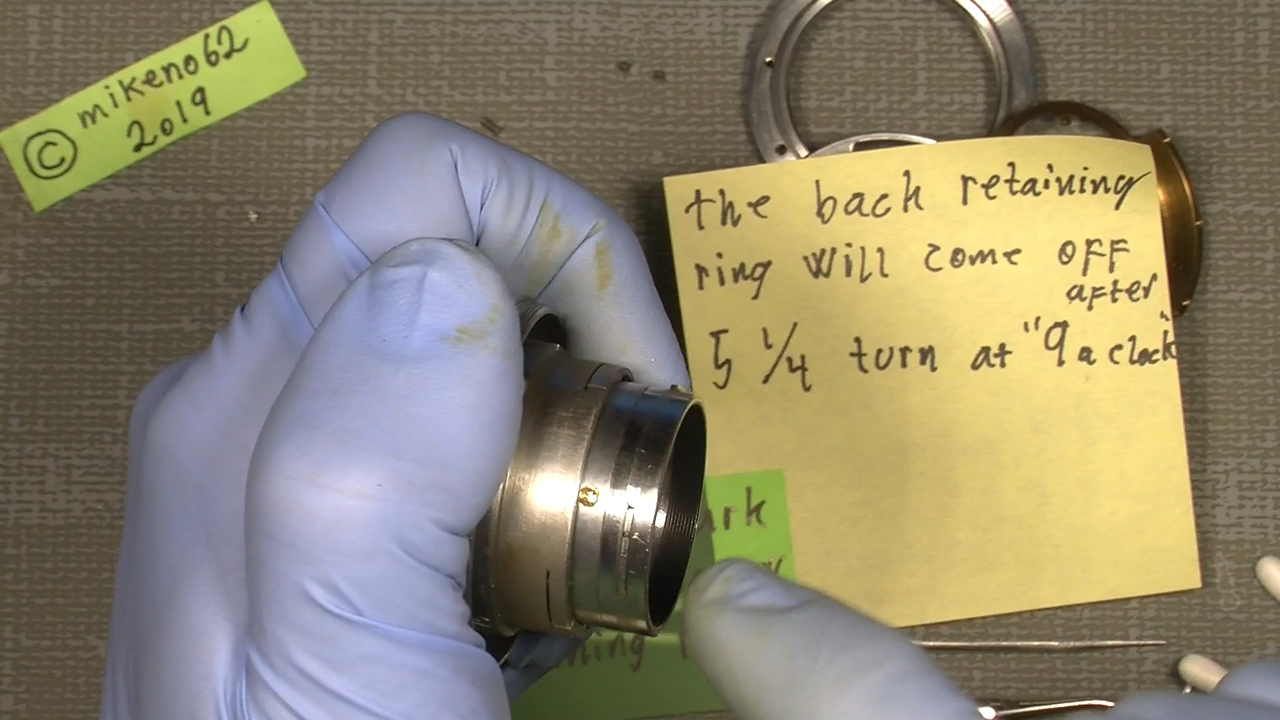 © mikeno62
2019
the back retaining
ring will come OFF
after
5 1/4 turn at "9 a clock"